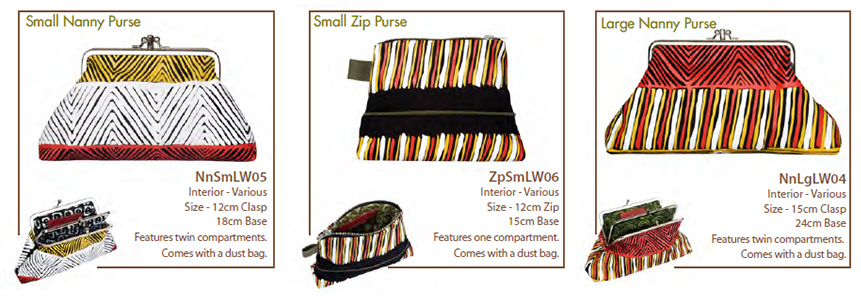 Small Nanny Purse
NnSmLW05
Interior - Various
Size - 12cm Clasp
18cm Base
Features twin compartments.
Comes with a dust bag.
Small Zip Purse
ZpSmLW06
Interior - Various
Size - 12cm Zip
15cm Base
Features one compartment.
Comes with a dust bag.
Large Nanny Purse
NnLgLW04
Interior - Various
Size - 15cm Clasp
24cm Base
Features twin compartments.
Comes with a dust bag.